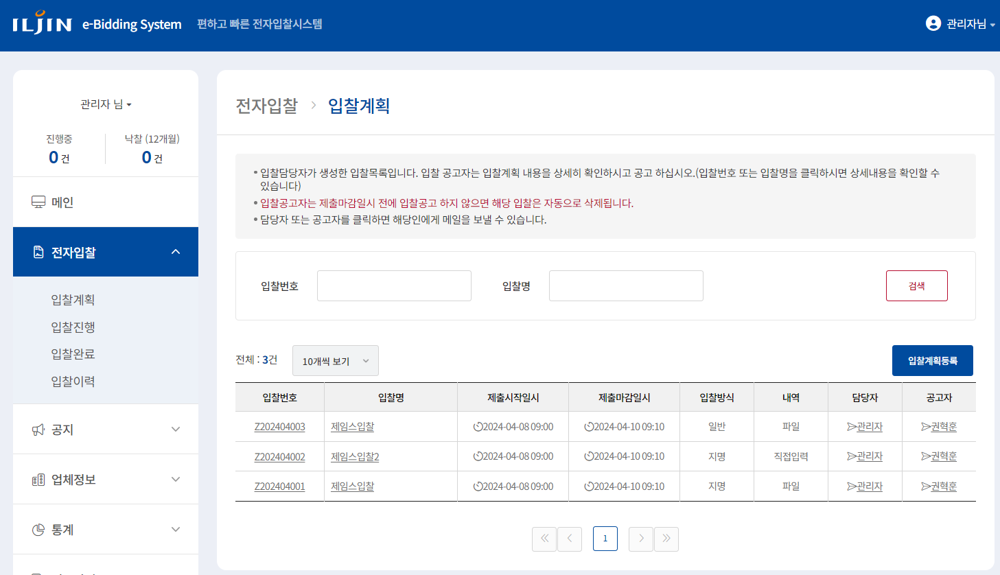 ILJIN e-Bidding System 편하고 빠른 전자입찰시스템 관리자님
관리자 님
진행중 낙찰 (12개월)
0 건 0 건
메인
전자입찰
입찰계획
입찰진행
입찰완료
입찰이력
공지
업체정보
통계
전자입찰 > 입찰계획
입찰담당자가 생성한 입찰목록입니다. 입찰 공고자는 입찰계획 내용을 상세히 확인하시고 공고 하십시오.(입찰번호 또는 입찰명을 클릭하시면 상세내용을 확인할 수
있습니다)
입찰공고자는 제출마감일시 전에 입찰공고 하지 않으면 해당 입찰은 자동으로 삭제됩니다.
담당자 또는 공고자를 클릭하면 해당인에게 메일을 보낼 수 있습니다.
입찰번호 입찰명 검색
전체 : 3건 10개씩 보기 입찰계획등록
입찰번호 입찰명 제출시작일시 제출마감일시 입찰방식 내역 담당자 공고자
Z202404003 제임스입찰 2024-04-08 09:00 2024-04-10 09:10 일반 파일 관리자 권혁훈
Z202404002 제임스입찰2 2024-04-08 09:00 2024-04-10 09:10 지명 직접입력 관리자 권혁훈
Z202404001 제임스입찰 2024-04-08 09:00 2024-04-10 09:10 지명 파일 관리자 권혁훈
1